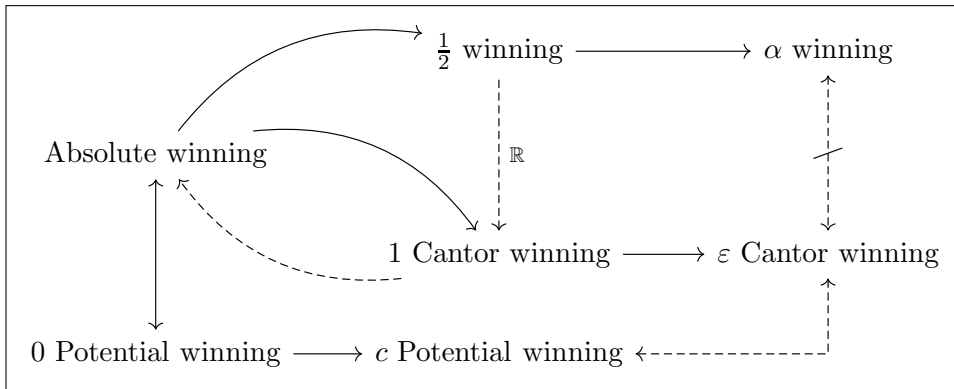 ½ winning
α winning
Absolute winning
ℝ
1 Cantor winning
ε Cantor winning
0 Potential winning
c Potential winning